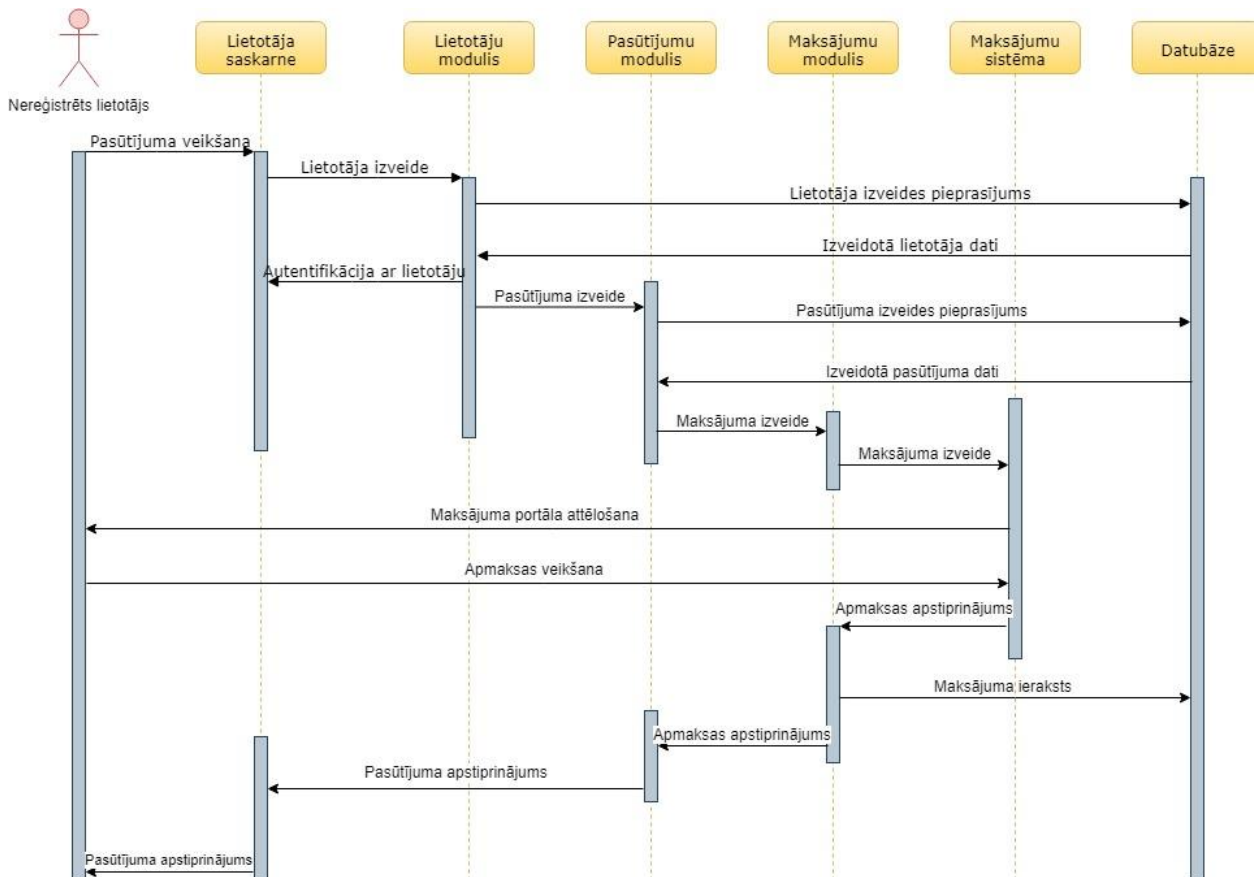 Lietotāja
saskarne
Lietotāju
modulis
Pasūtījumu
modulis
Maksājumu
modulis
Maksājumu
sistēma
Datubāze
Nereģistrēts lietotājs
Pasūtījuma veikšana
Lietotāja izveide
Lietotāja izveides pieprasījums
Izveidotā lietotāja dati
Autentifikācija ar lietotāju
Pasūtījuma izveide
Pasūtījuma izveides pieprasījums
Izveidotā pasūtījuma dati
Maksājuma izveide
Maksājuma izveide
Maksājuma portāla attēlošana
Apmaksas veikšana
Apmaksas apstiprinājums
Maksājuma ieraksts
Apmaksas apstiprinājums
Pasūtījuma apstiprinājums
Pasūtījuma apstiprinājums